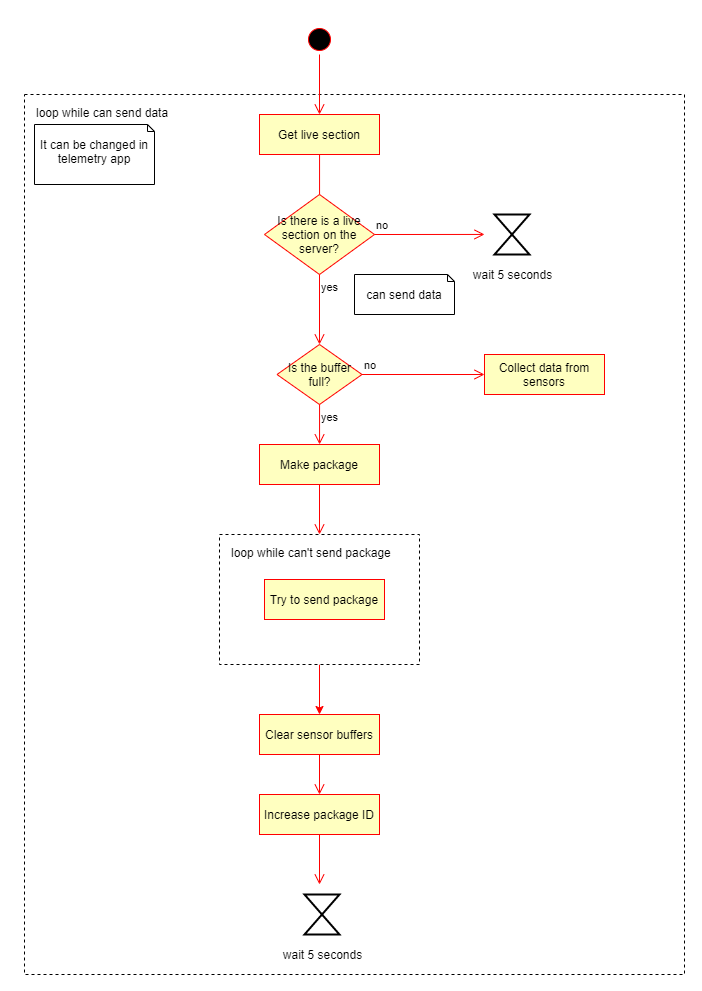 loop while can send data
It can be changed in
telemetry app
Get live section
Is there is a live
section on the
server?
no
wait 5 seconds
yes
can send data
Is the buffer
full?
no
Collect data from
sensors
yes
Make package
loop while can't send package
Try to send package
Clear sensor buffers
Increase package ID
wait 5 seconds